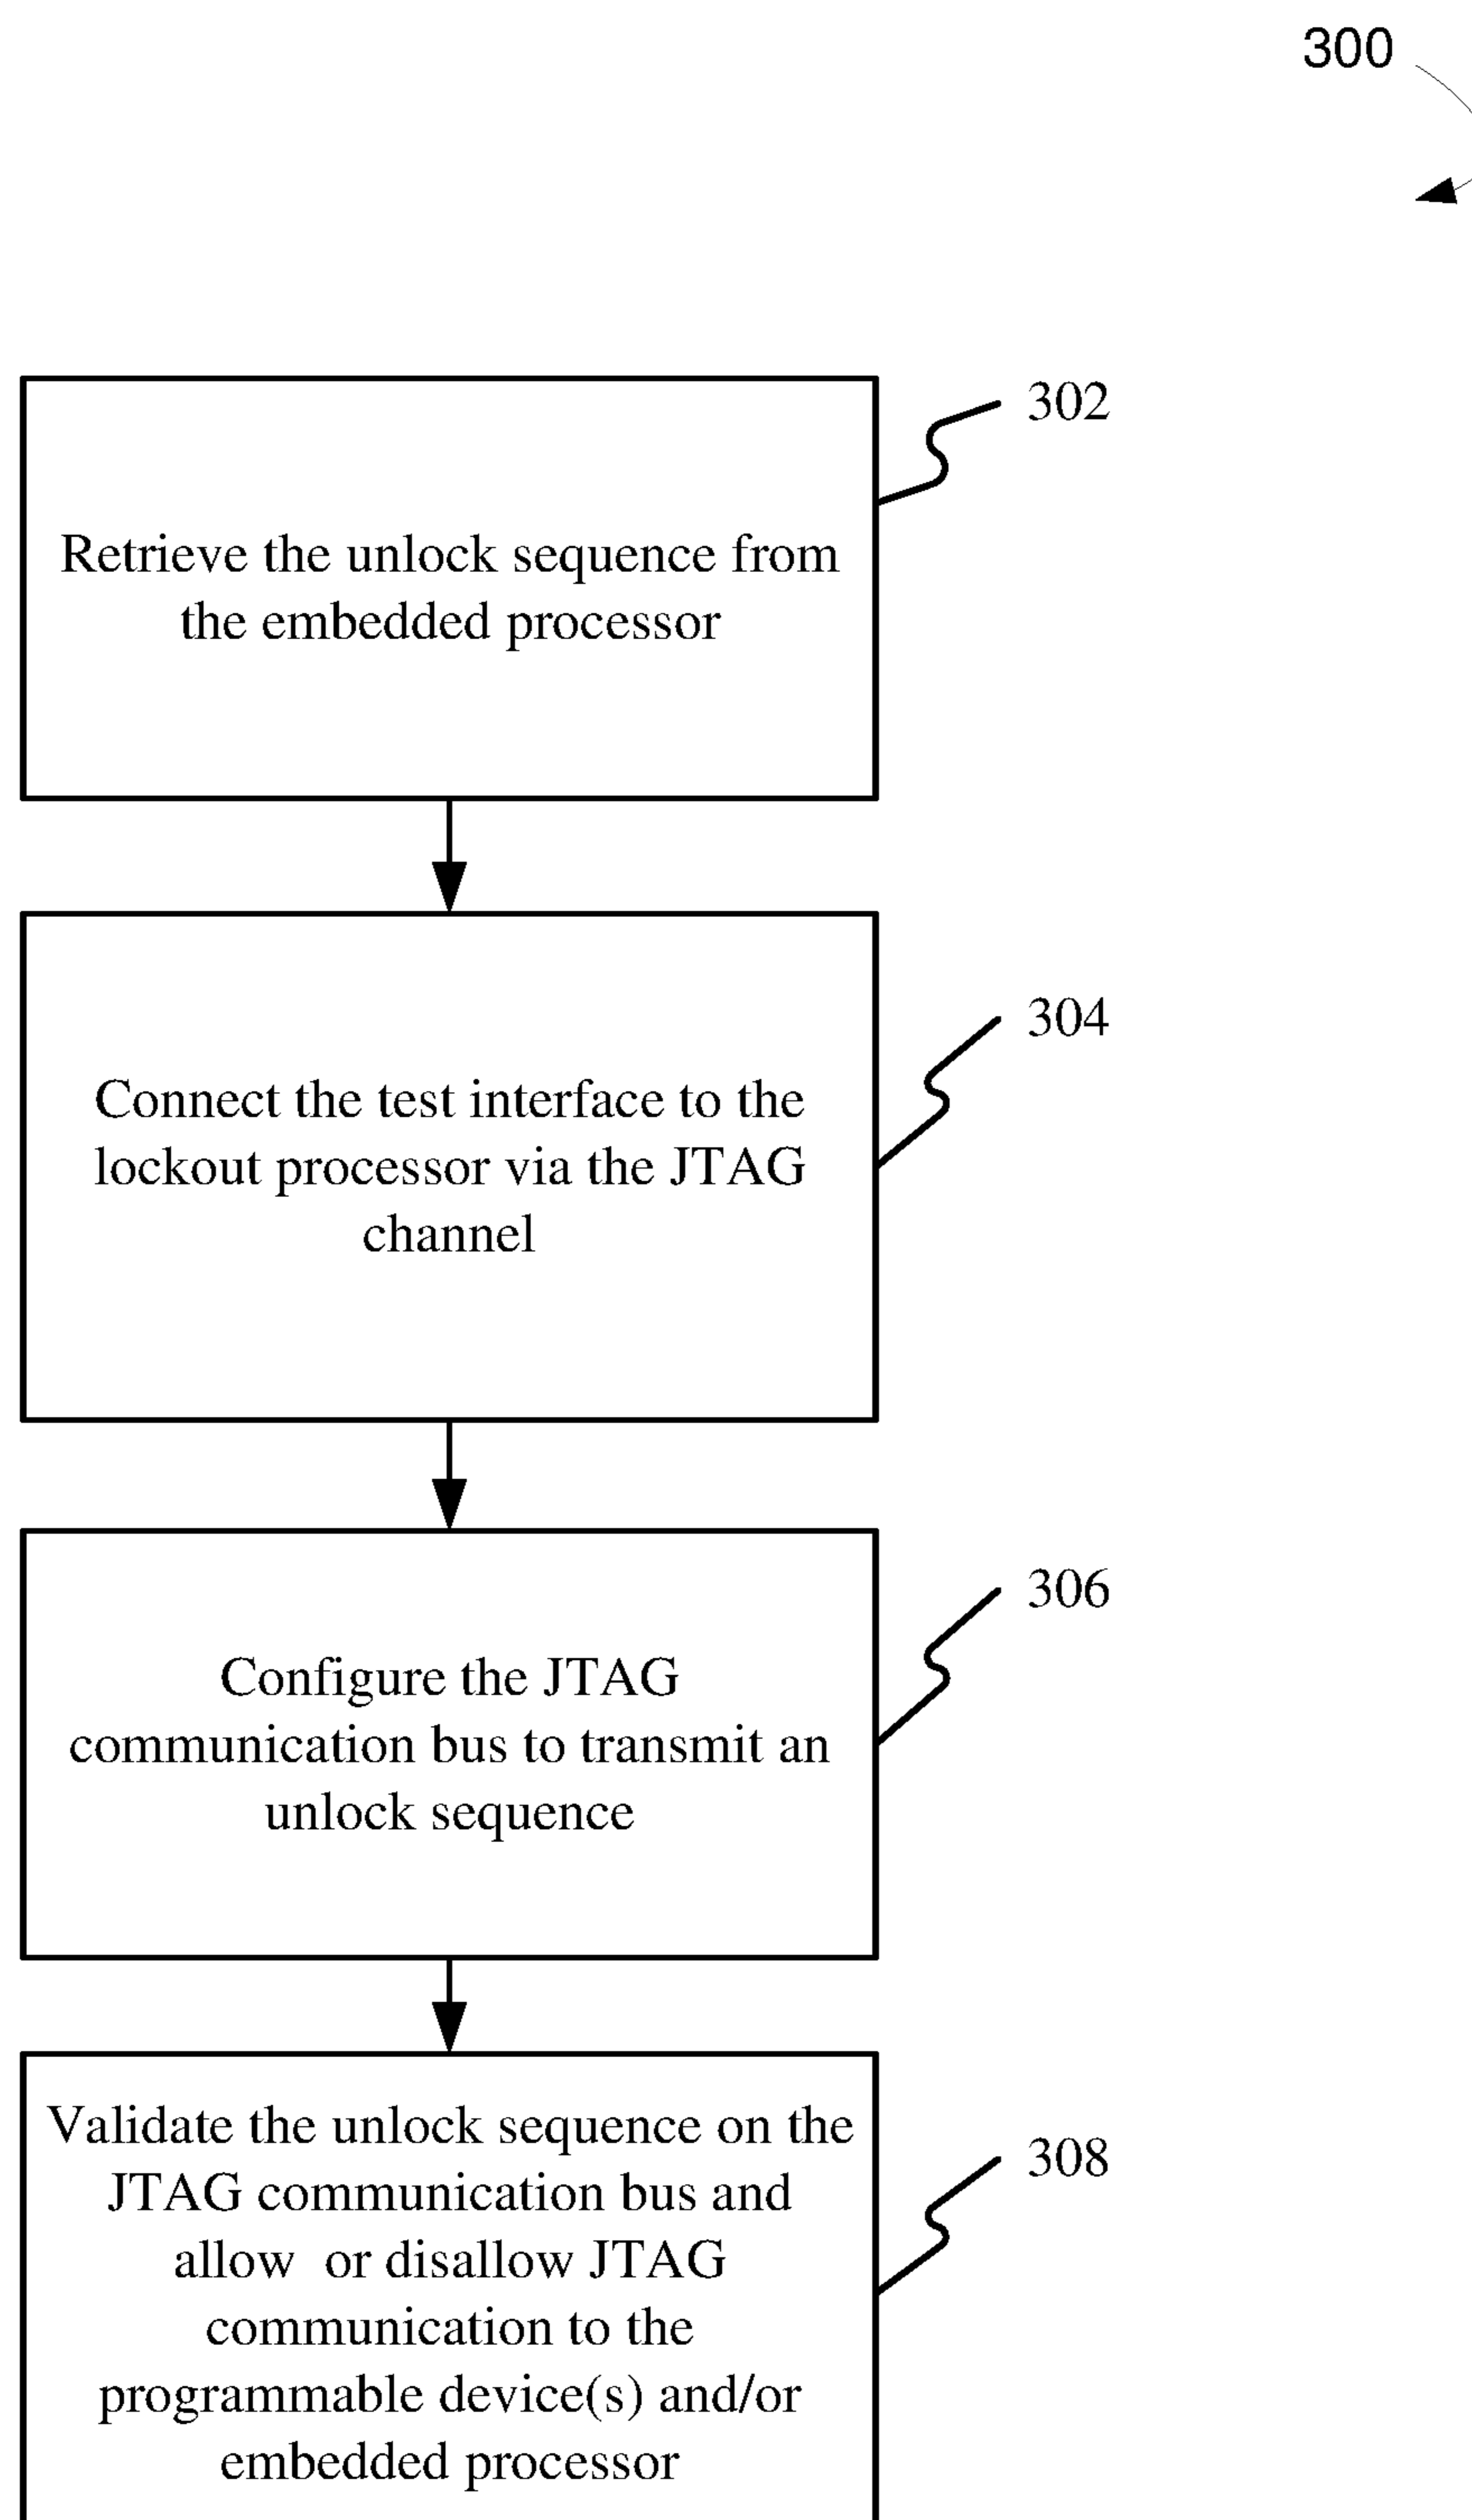 300
302
Retrieve the unlock sequence from
the embedded processor
304
Connect the test interface to the
lockout processor via the JTAG
channel
306
Configure the JTAG
communication bus to transmit an
unlock sequence
308
Validate the unlock sequence on the
JTAG communication bus and
allow or disallow JTAG
communication to the
programmable device(s) and/or
embedded processor